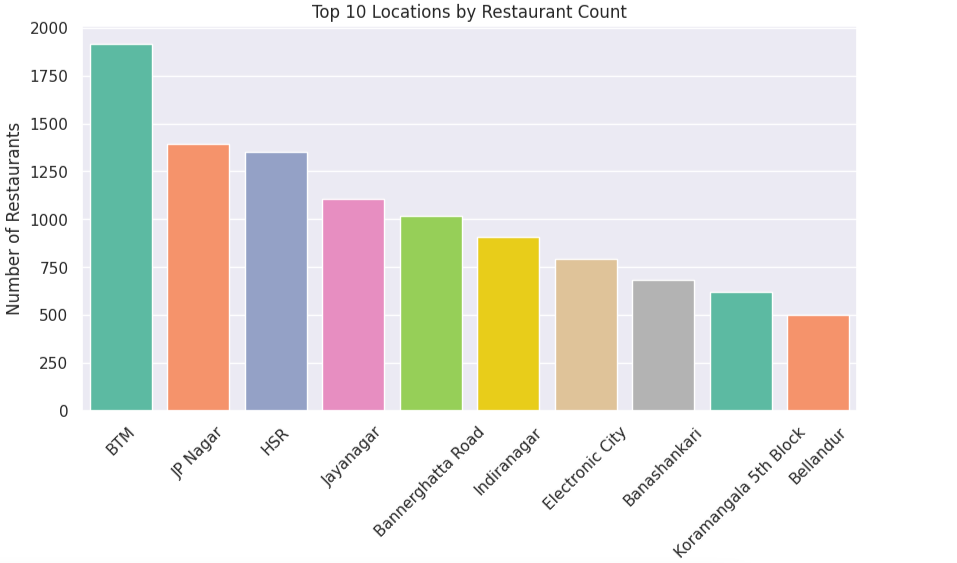 Top 10 Locations by Restaurant Count
Number of Restaurants
2000
1750
1500
1250
1000
750
500
250
0
BTM
JP Nagar
HSR
Jayanagar
Bannerghatta Road
Indiranagar
Electronic City
Banashankari
Koramangala 5th Block
Bellandur